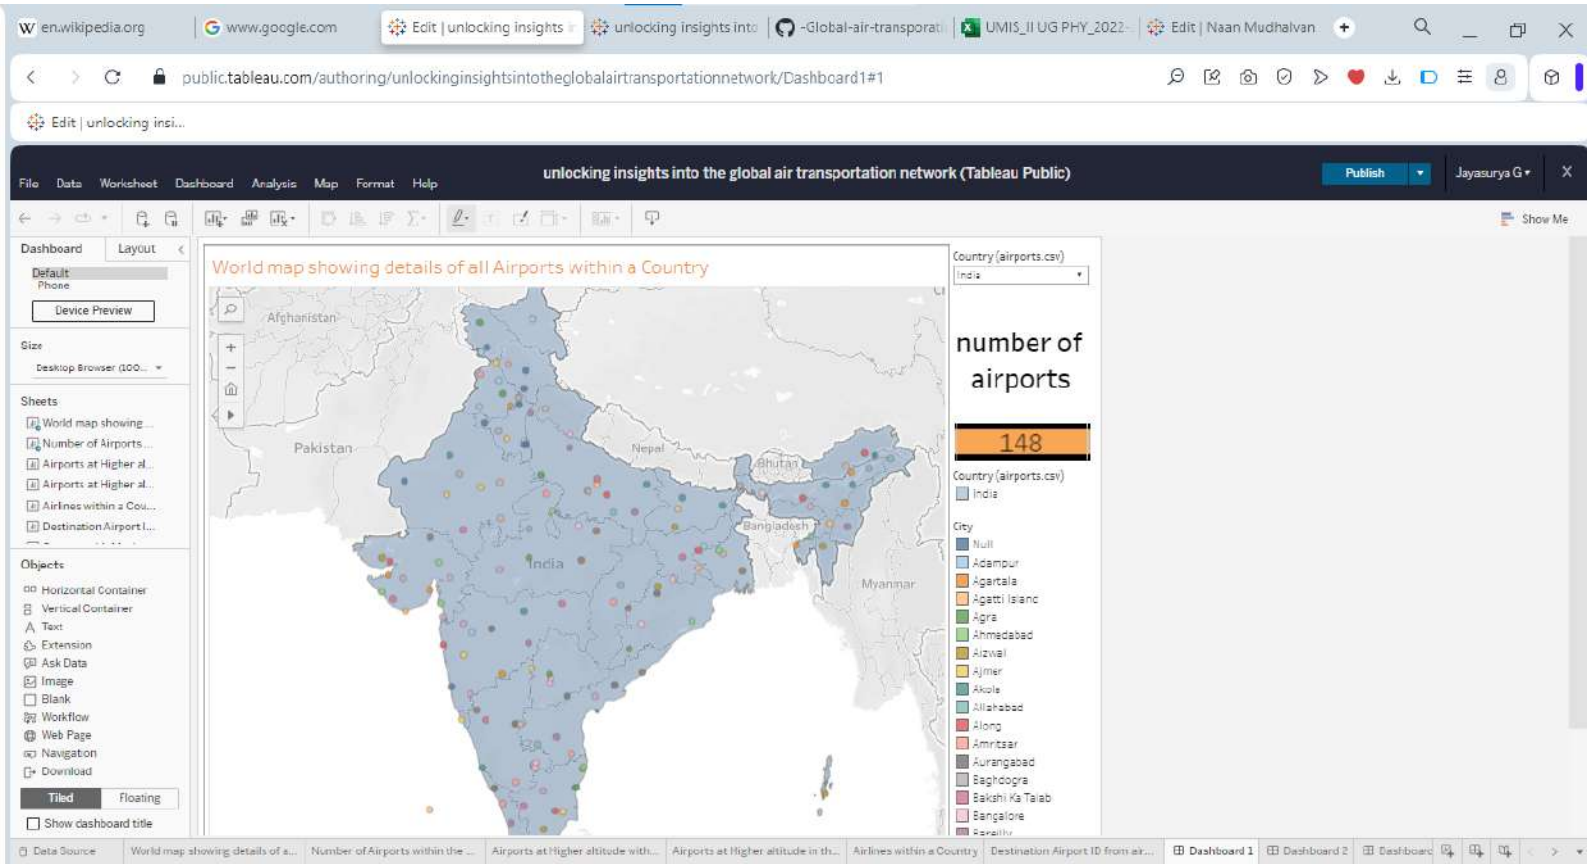 en.wikipedia.org
www.google.com
Edit | unlocking insights
unlocking insights into
-Global-air-transporati
UMIS_II UG PHY_2022-
Edit | Naan Mudhalvan
public.tableau.com/authoring/unlockinginsightsintotheglobalairtransportationnetwork/Dashboard1#1
Edit | unlocking insi...
unlocking insights into the global air transportation network (Tableau Public)
Publish
Jayasurya G
File Data Worksheet Dashboard Analysis Map Format Help
Show Me
Dashboard Layout
Default
Phone
Device Preview
Size
Desktop Browser (100...
Sheets
World map showing ...
Number of Airports ...
Airports at Higher al...
Airports at Higher al...
Airlines within a Cou...
Destination Airport I...
Objects
Horizontal Container
Vertical Container
Text
Extension
Ask Data
Image
Blank
Workflow
Web Page
Navigation
Download
Tiled Floating
Show dashboard title
World map showing details of all Airports within a Country
Afghanistan
Pakistan
Nepal
Bhutan
Bangladesh
India
Myanmar
Country (airports.csv)
India
number of
airports
148
Country (airports.csv)
India
City
Null
Adampur
Agartala
Agatti Island
Agra
Ahmedabad
Aizwal
Ajmer
Akola
Allahabad
Along
Amritsar
Aurangabad
Baghdogra
Bakshi Ka Talab
Bangalore
Bareilly
Data Source
World map showing details of a...
Number of Airports within the ...
Airports at Higher altitude with...
Airports at Higher altitude in th...
Airlines within a Country
Destination Airport ID from air...
Dashboard 1
Dashboard 2
Dashboard